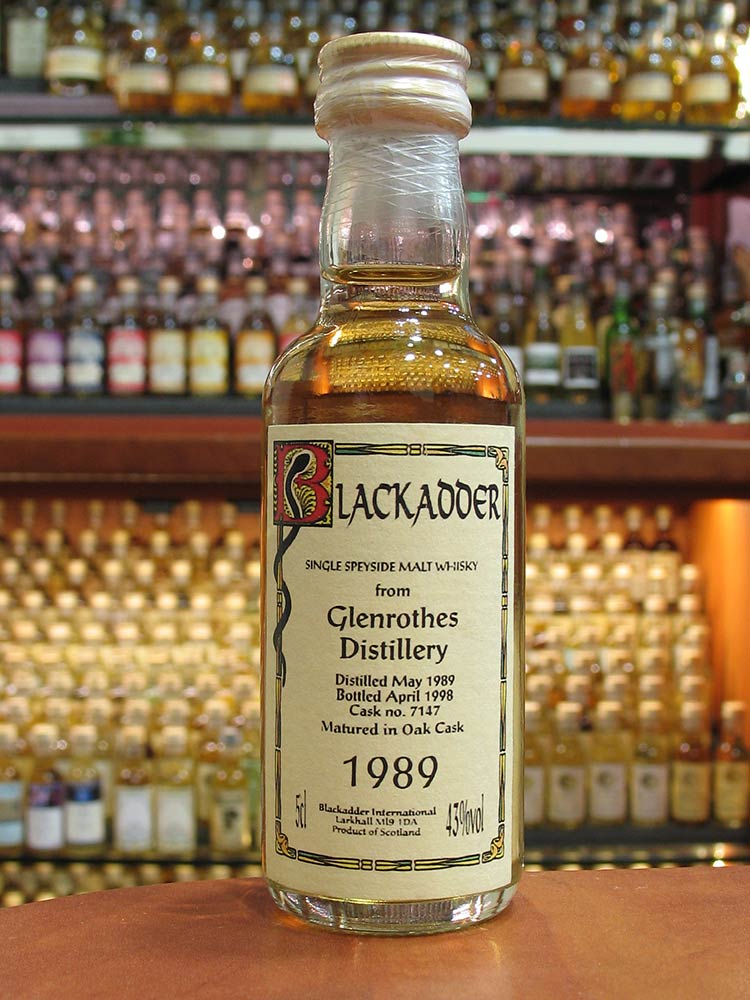 BLACKADDER
SINGLE SPEYSIDE MALT WHISKY
from
Glenrothes
Distillery
Distilled May 1989
Bottled April 1998
Cask no. 7147
Matured in Oak Cask
1989
5cl
Blackadder International
Larkhall ML9 1DA
Product of Scotland
43%vol